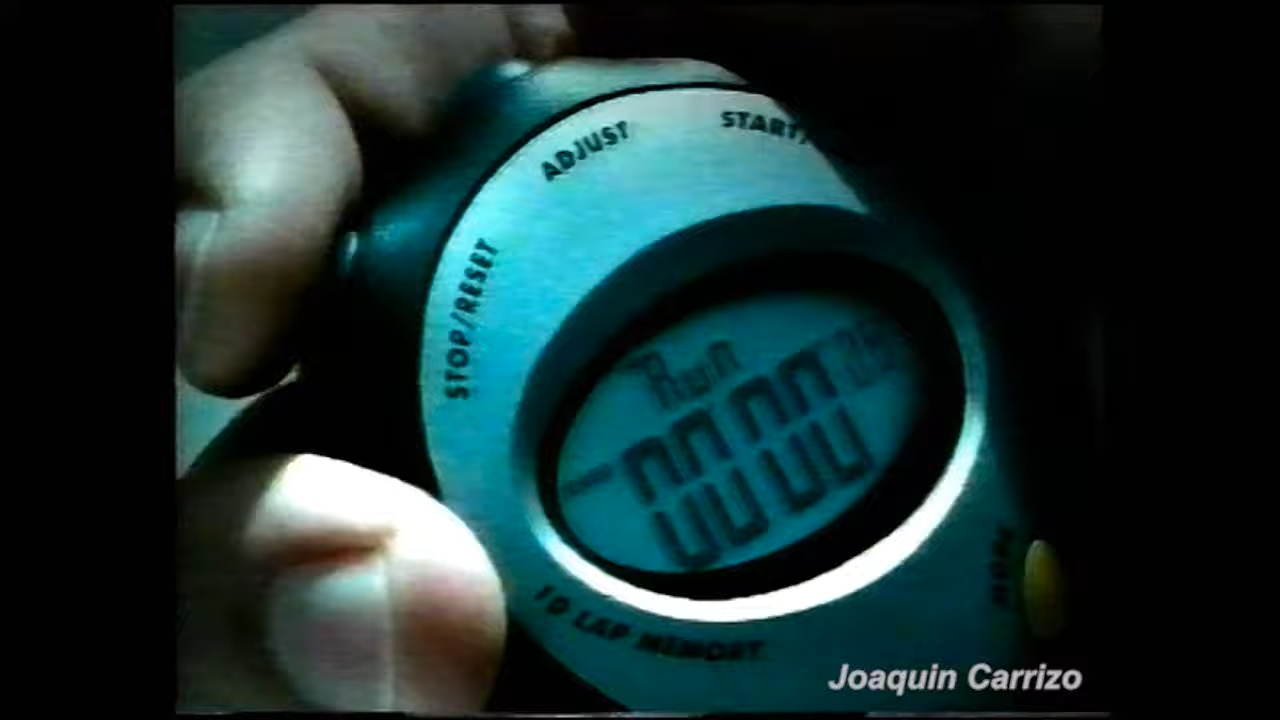 ADJUST
START/
STOP/RESET
Run
00 00
10 LAP MEMORY
Joaquin Carrizo